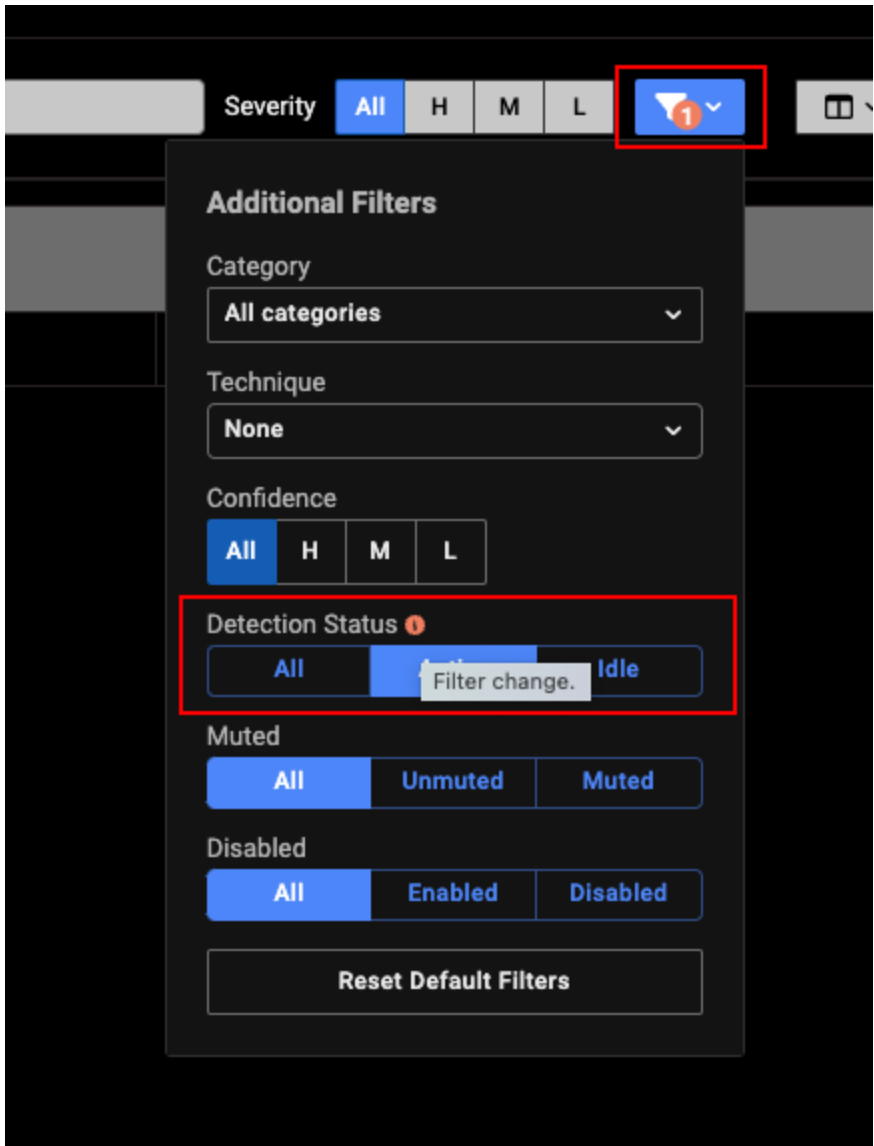 Severity All H M L 1
Additional Filters
Category
All categories
Technique
None
Confidence
All H M L
Detection Status
All Idle
Filter change.
Muted
All Unmuted Muted
Disabled
All Enabled Disabled
Reset Default Filters